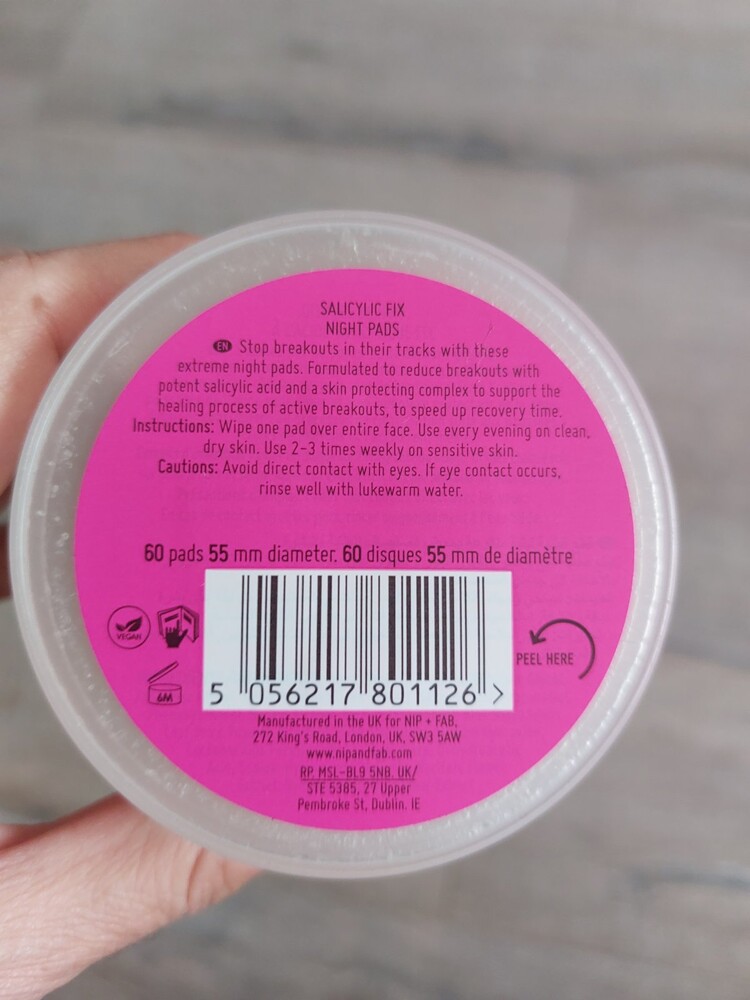 SALICYLIC FIX
NIGHT PADS
EN Stop breakouts in their tracks with these
extreme night pads. Formulated to reduce breakouts with
potent salicylic acid and a skin protecting complex to support the
healing process of active breakouts, to speed up recovery time.
Instructions: Wipe one pad over entire face. Use every evening on clean,
dry skin. Use 2-3 times weekly on sensitive skin.
Cautions: Avoid direct contact with eyes. If eye contact occurs,
rinse well with lukewarm water.
60 pads 55 mm diameter. 60 disques 55 mm de diamètre
VEGAN
PEEL HERE
6M
5 056217 801126 >
Manufactured in the UK for NIP + FAB,
272 King's Road, London, UK, SW3 5AW
www.nipandfab.com
RP. MSL-BL9 5NB. UK/
STE 5385, 27 Upper
Pembroke St, Dublin. IE